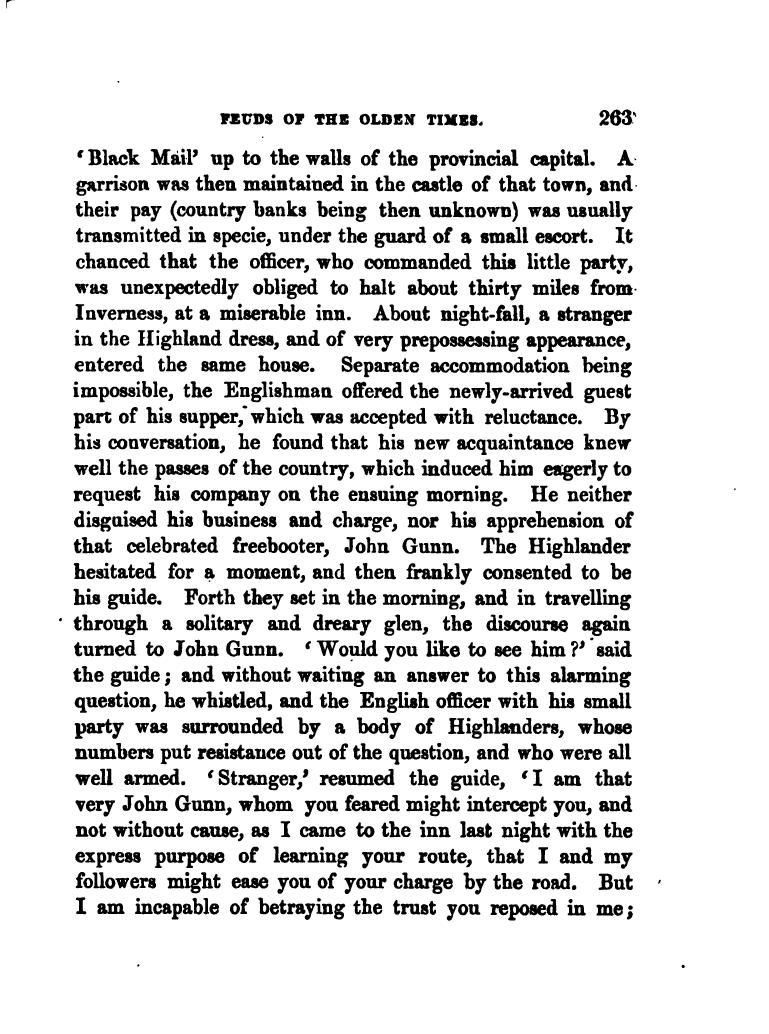 FEUDS OF THE OLDEN TIMES. 263
‘Black Mail’ up to the walls of the provincial capital. A
garrison was then maintained in the castle of that town, and
their pay (country banks being then unknown) was usually
transmitted in specie, under the guard of a small escort. It
chanced that the officer, who commanded this little party,
was unexpectedly obliged to halt about thirty miles from
Inverness, at a miserable inn. About night-fall, a stranger
in the Highland dress, and of very prepossessing appearance,
entered the same house. Separate accommodation being
impossible, the Englishman offered the newly-arrived guest
part of his supper, which was accepted with reluctance. By
his conversation, he found that his new acquaintance knew
well the passes of the country, which induced him eagerly to
request his company on the ensuing morning. He neither
disguised his business and charge, nor his apprehension of
that celebrated freebooter, John Gunn. The Highlander
hesitated for a moment, and then frankly consented to be
his guide. Forth they set in the morning, and in travelling
through a solitary and dreary glen, the discourse again
turned to John Gunn. ‘Would you like to see him?’ said
the guide; and without waiting an answer to this alarming
question, he whistled, and the English officer with his small
party was surrounded by a body of Highlanders, whose
numbers put resistance out of the question, and who were all
well armed. ‘Stranger,’ resumed the guide, ‘I am that
very John Gunn, whom you feared might intercept you, and
not without cause, as I came to the inn last night with the
express purpose of learning your route, that I and my
followers might ease you of your charge by the road. But
I am incapable of betraying the trust you reposed in me;